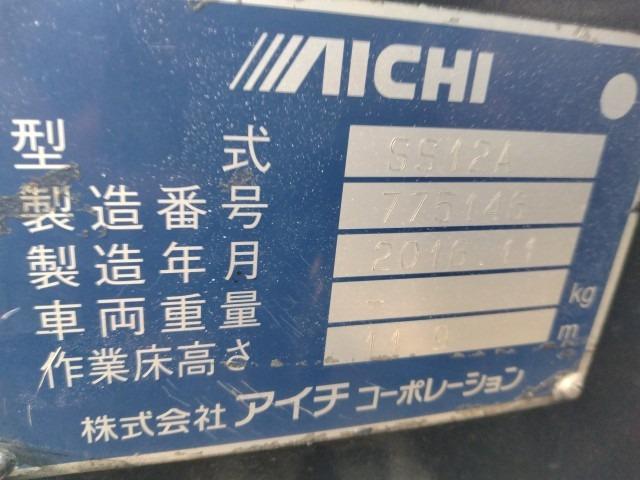 AICHI
型式 SS12A
製造番号 775146
製造年月 2016.11
車両重量 - kg
作業床高さ 11.9 m
株式会社アイチコーポレーション